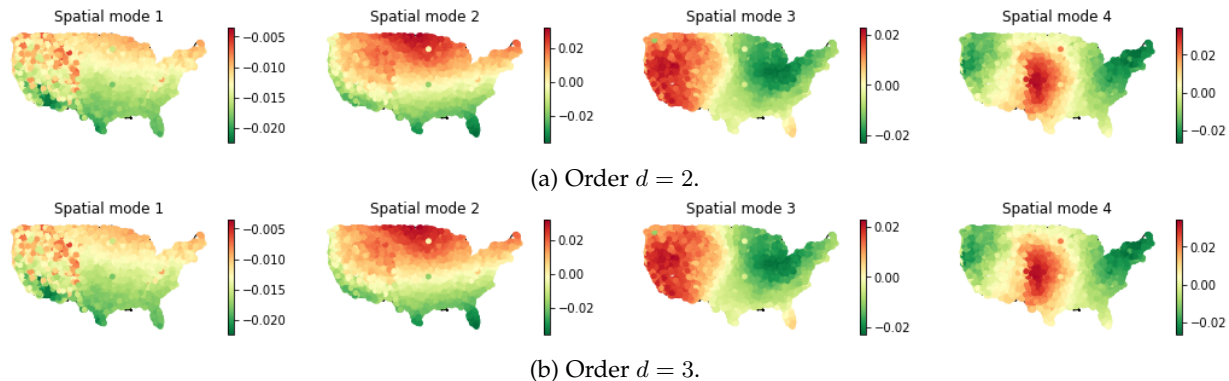 Spatial mode 1 Spatial mode 2 Spatial mode 3 Spatial mode 4
−0.005 0.02 0.02 0.02
−0.010
−0.015 0.00 0.00 0.00
−0.020 −0.02 −0.02 −0.02
(a) Order d = 2.
Spatial mode 1 Spatial mode 2 Spatial mode 3 Spatial mode 4
−0.005 0.02 0.02 0.02
−0.010
−0.015 0.00 0.00 0.00
−0.020 −0.02 −0.02 −0.02
(b) Order d = 3.